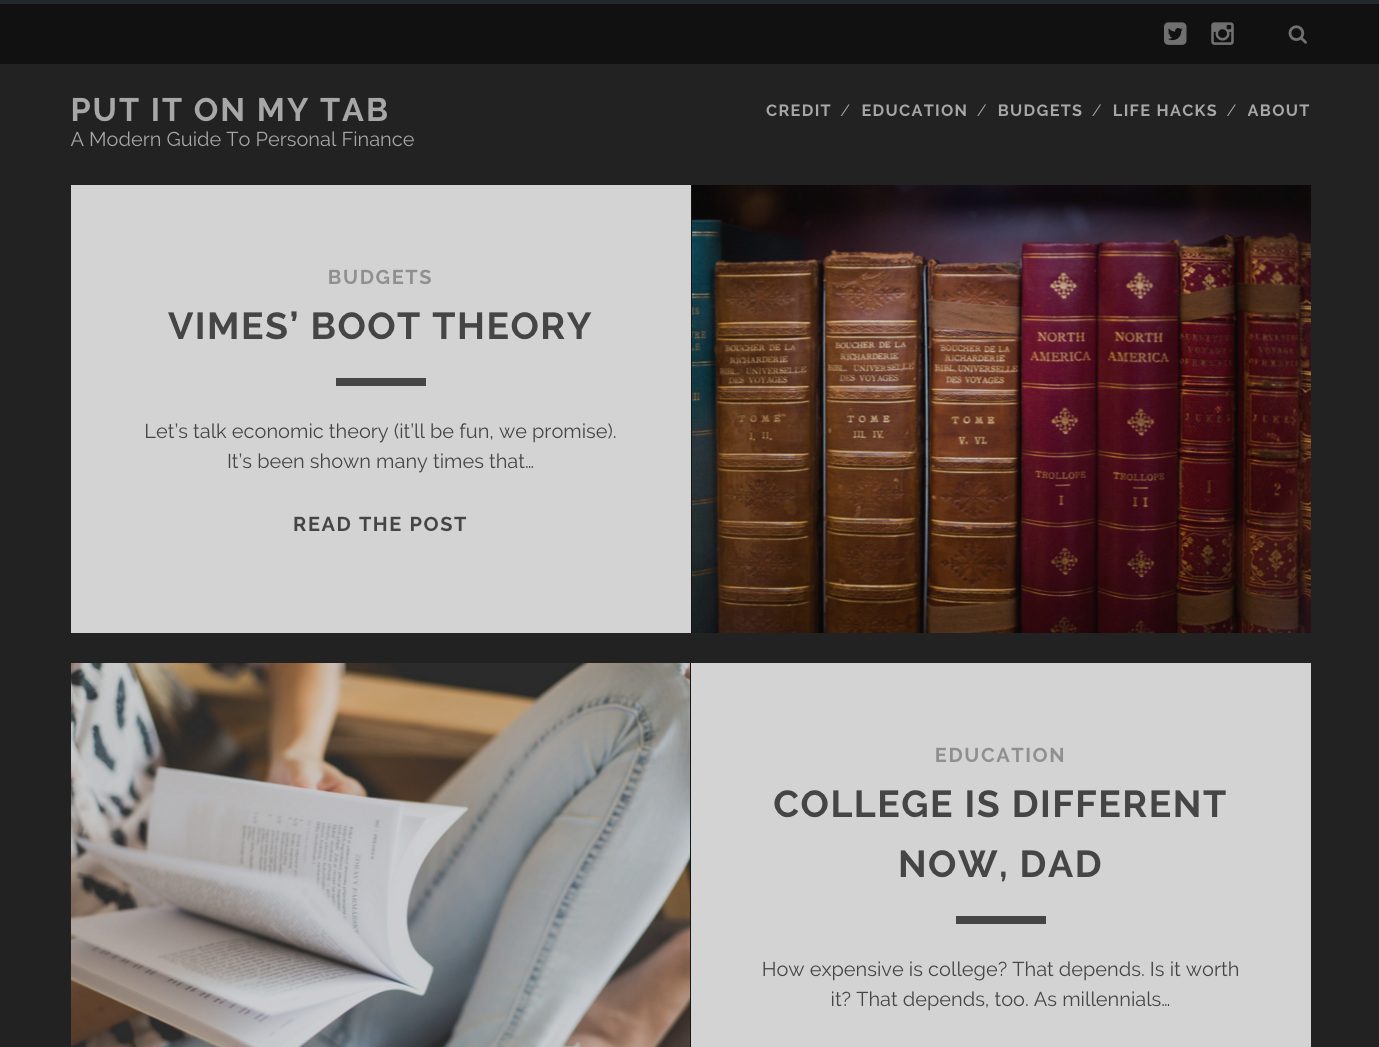 PUT IT ON MY TAB
A Modern Guide To Personal Finance
CREDIT / EDUCATION / BUDGETS / LIFE HACKS / ABOUT
BUDGETS
VIMES’ BOOT THEORY
Let’s talk economic theory (it’ll be fun, we promise).
It’s been shown many times that…
READ THE POST
BOUCHER DE LA
RICHARDERIE
BIBL. UNIVERSELLE
DES VOYAGES
TOME
I. II.
BOUCHER DE LA
RICHARDERIE
BIBL. UNIVERSELLE
DES VOYAGES
TOME
III. IV.
BOUCHER DE LA
RICHARDERIE
BIBL. UNIVERSELLE
DES VOYAGES
TOME
V. VI.
NORTH
AMERICA
TROLLOPE
I
NORTH
AMERICA
TROLLOPE
II
JUKES
I
JUKES
2
EDUCATION
COLLEGE IS DIFFERENT
NOW, DAD
How expensive is college? That depends. Is it worth
it? That depends, too. As millennials…